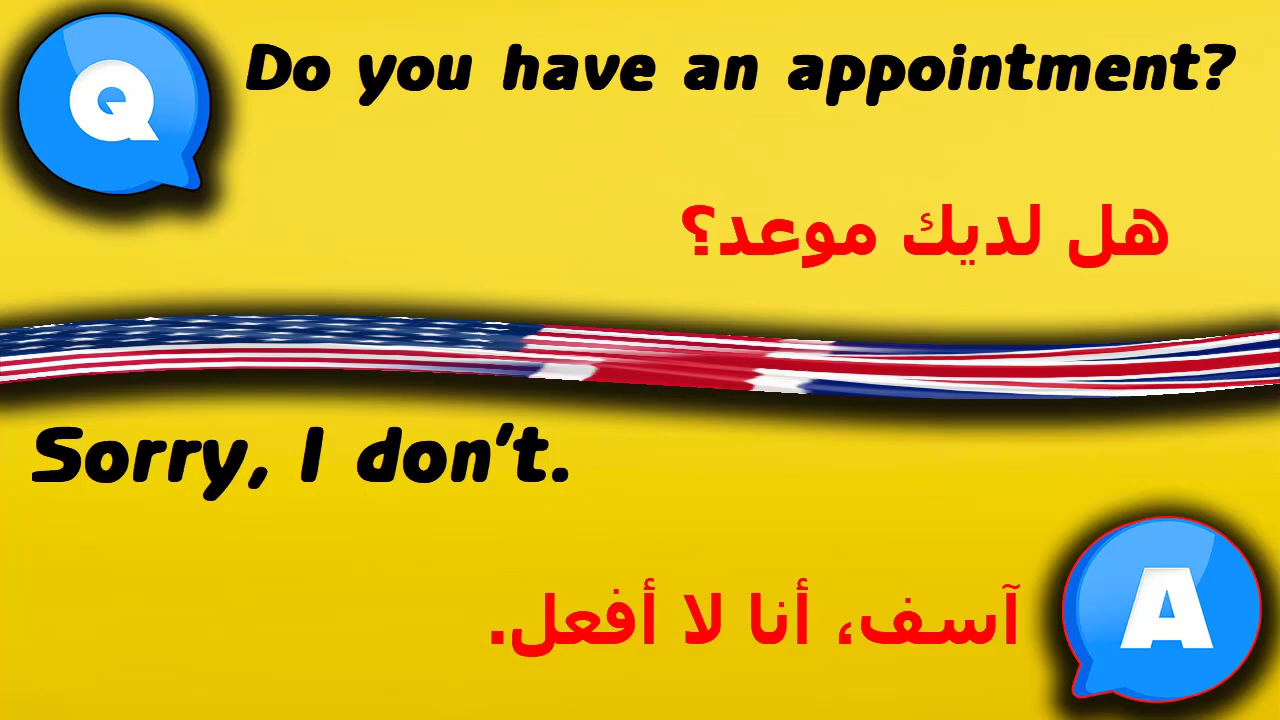 Q
Do you have an appointment?
هل لديك موعد؟
Sorry, I don't.
آسف، أنا لا أفعل.
A